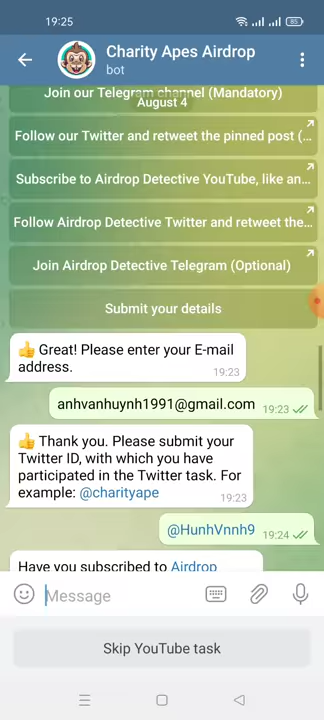 19:25
85
Charity Apes Airdrop
bot
Join our Telegram channel (Mandatory)
August 4
Follow our Twitter and retweet the pinned post (...
Subscribe to Airdrop Detective YouTube, like an...
Follow Airdrop Detective Twitter and retweet the...
Join Airdrop Detective Telegram (Optional)
Submit your details
👍 Great! Please enter your E-mail
address.
19:23
anhvanhuynh1991@gmail.com
19:23
👍 Thank you. Please submit your
Twitter ID, with which you have
participated in the Twitter task. For
example: @charityape
19:23
@HunhVnnh9
19:24
Have you subscribed to Airdrop
Message
Skip YouTube task